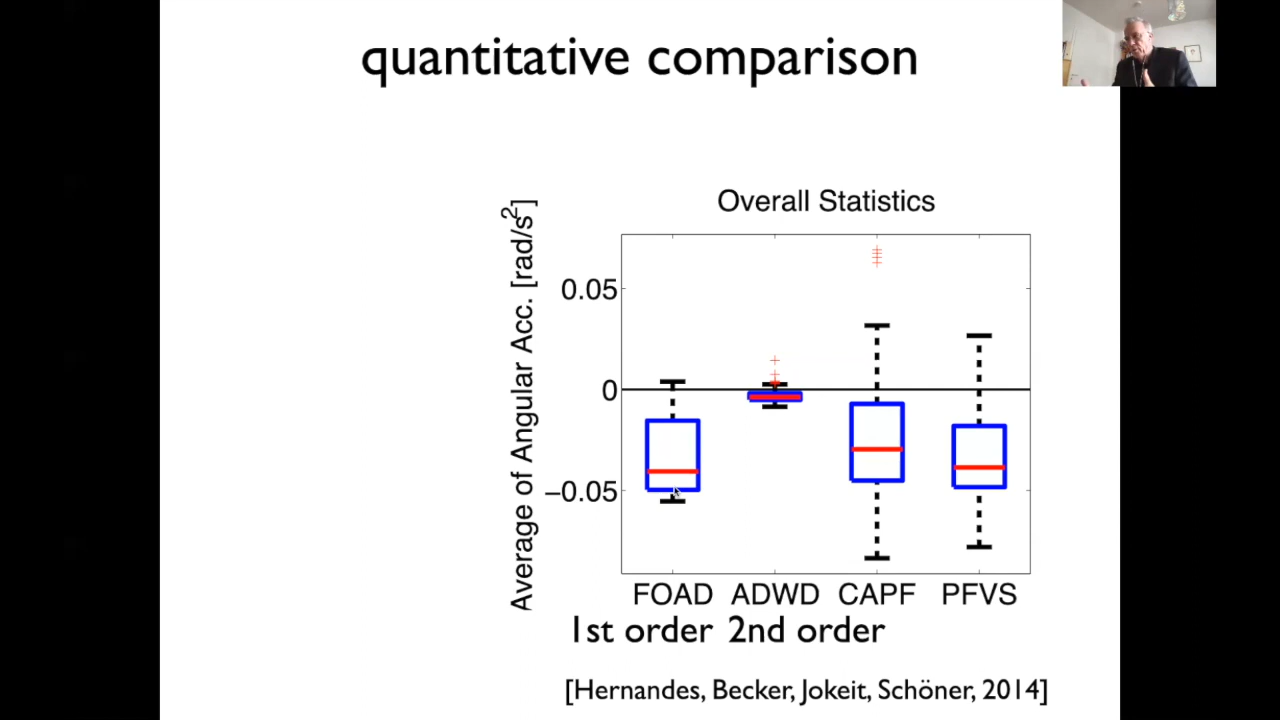 quantitative comparison
Overall Statistics
Average of Angular Acc. [rad/s²]
0.05
0
−0.05
FOAD ADWD CAPF PFVS
1st order 2nd order
[Hernandes, Becker, Jokeit, Schöner, 2014]